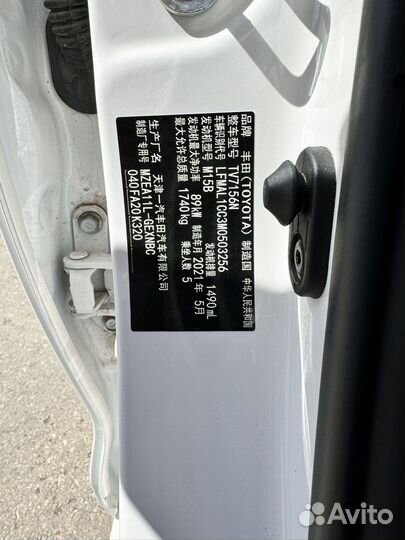 品牌 丰田(TOYOTA) 制造国 中华人民共和国
整车型号 TV7156N
车辆识别代号 LFMAL1CC3M0503256
发动机型号 M15B 发动机排量 1490mL
发动机最大净功率 89kW 制造年月 2021年5月
最大允许总质量 1740kg 乘坐人数 5
生产厂名 天津一汽丰田汽车有限公司
制造厂专用号 MZEA11L-GEXNBC
040FA20K320
Avito